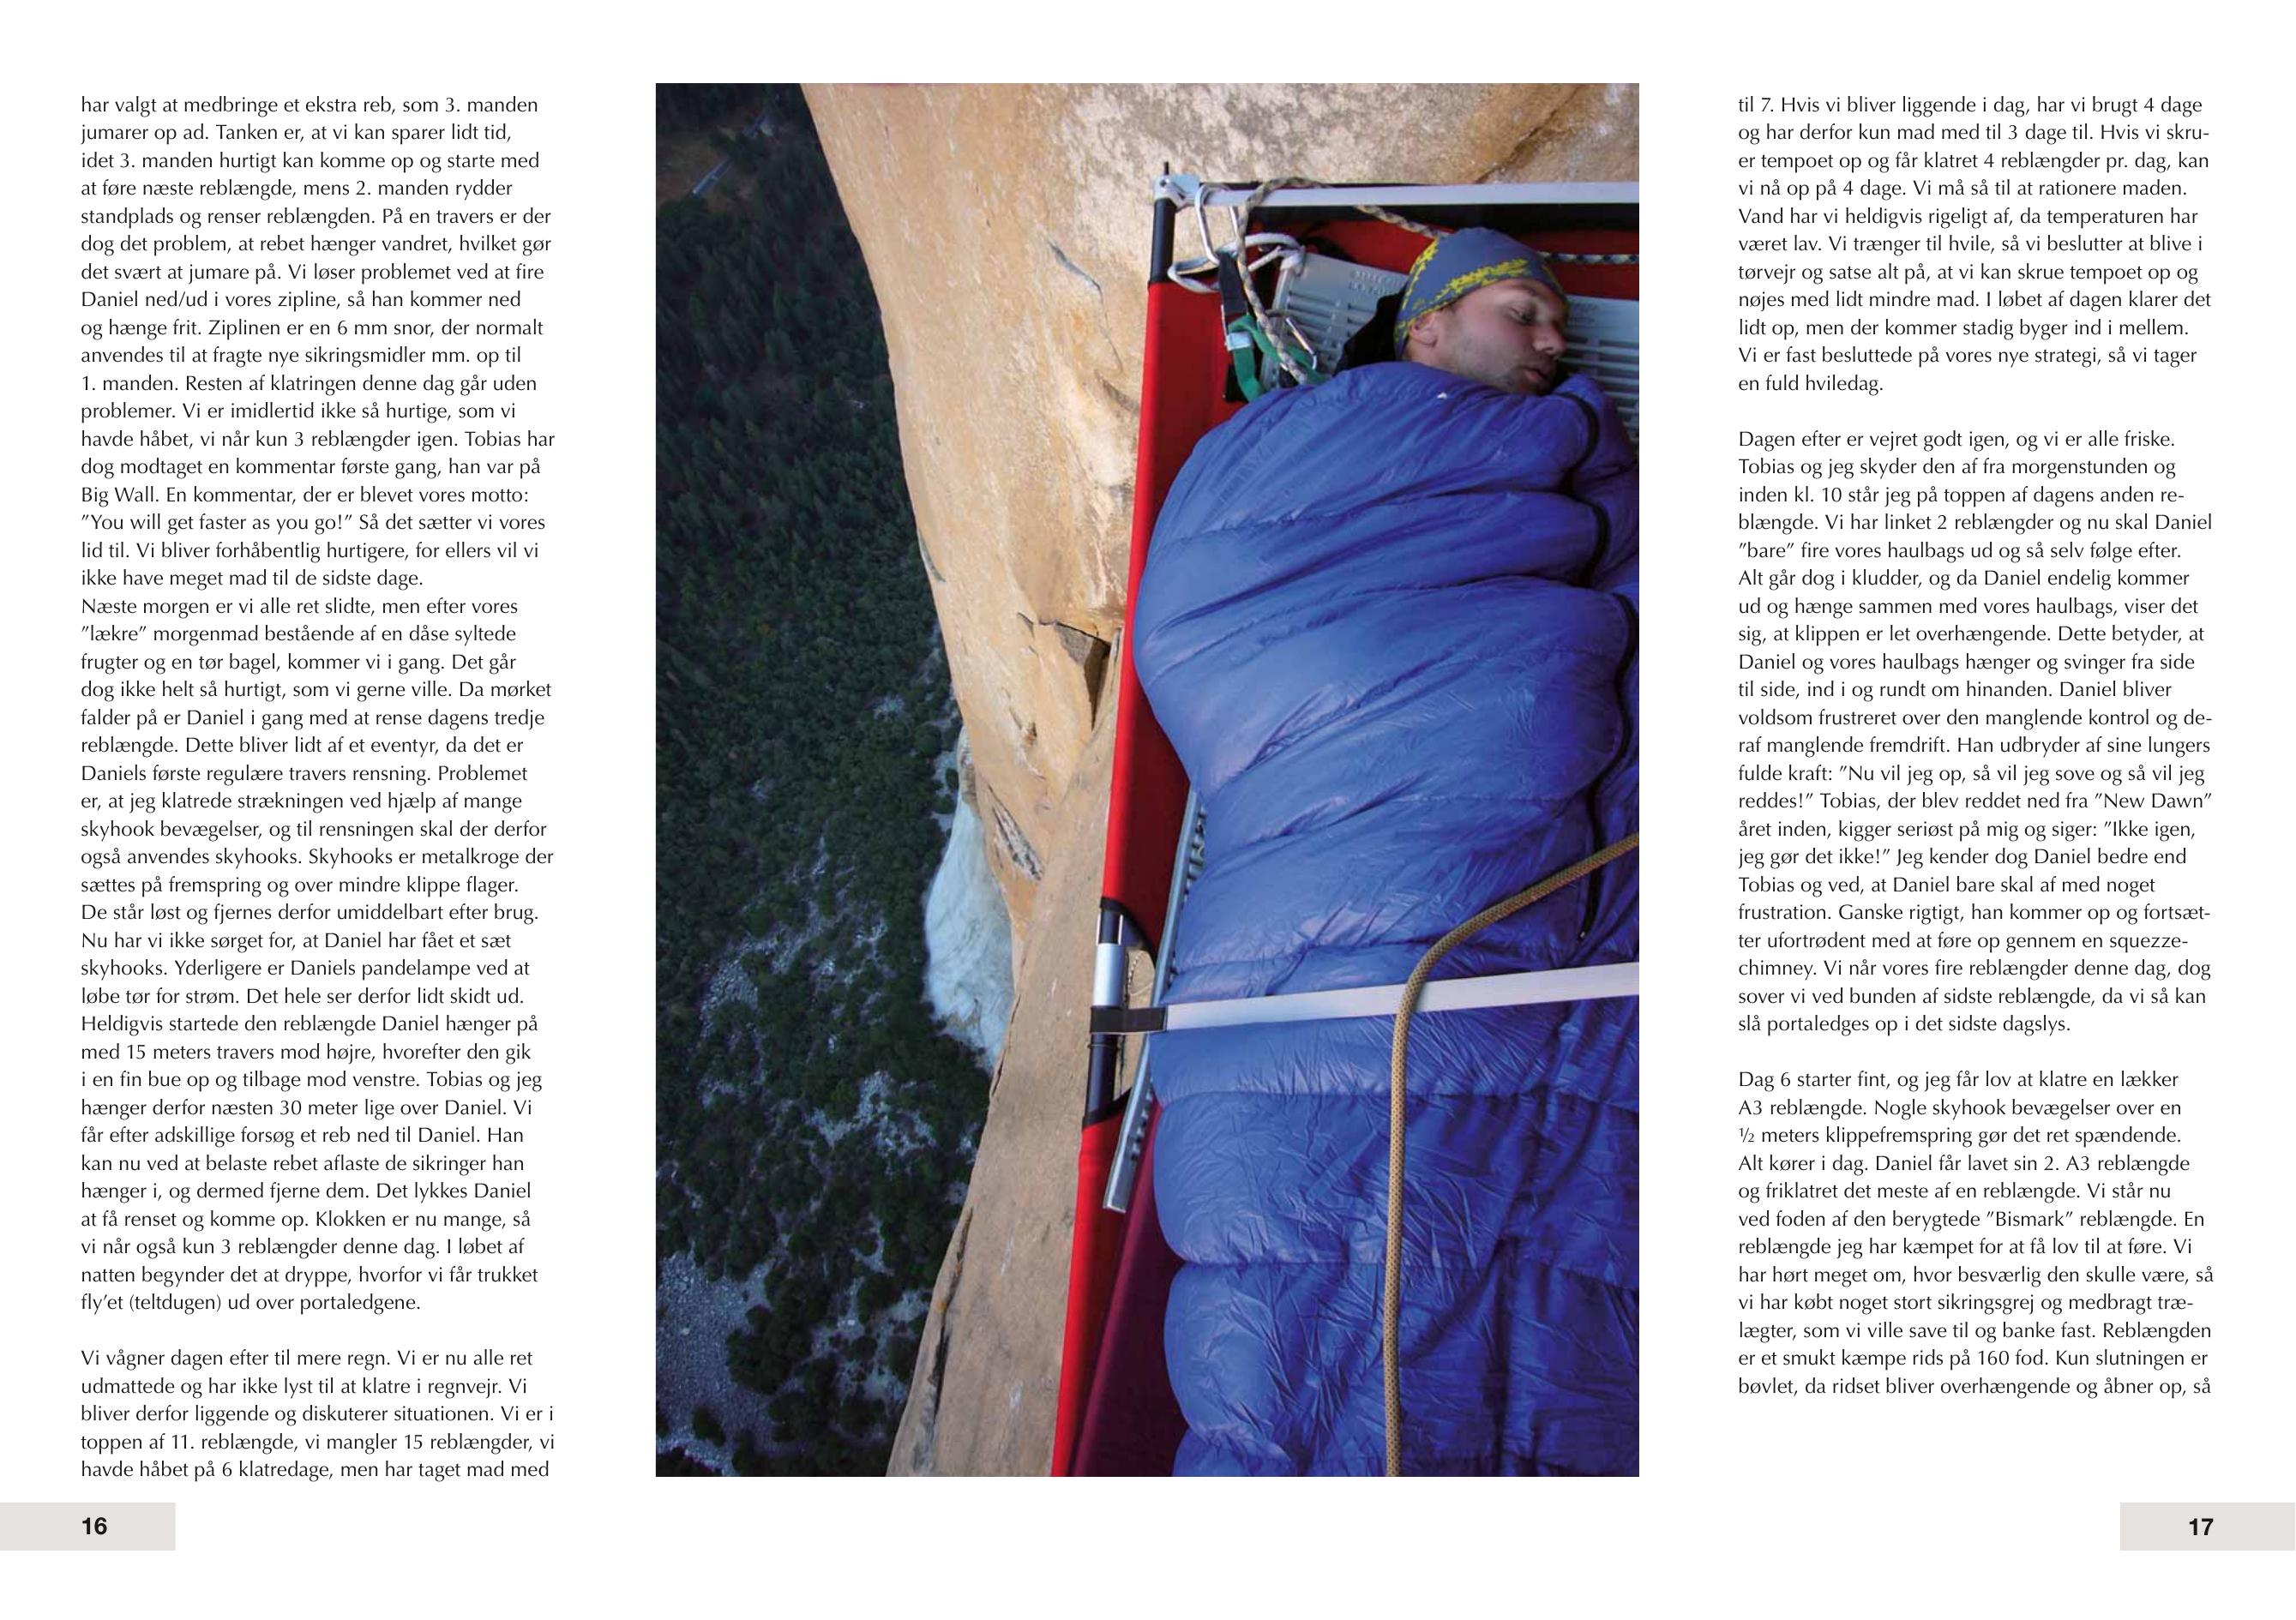 har valgt at medbringe et ekstra reb, som 3. manden
jumarer op ad. Tanken er, at vi kan sparer lidt tid,
idet 3. manden hurtigt kan komme op og starte med
at føre næste reblængde, mens 2. manden rydder
standplads og renser reblængden. På en travers er der
dog det problem, at rebet hænger vandret, hvilket gør
det svært at jumare på. Vi løser problemet ved at fire
Daniel ned/ud i vores zipline, så han kommer ned
og hænge frit. Ziplinen er en 6 mm snor, der normalt
anvendes til at fragte nye sikringsmidler mm. op til
1. manden. Resten af klatringen denne dag går uden
problemer. Vi er imidlertid ikke så hurtige, som vi
havde håbet, vi når kun 3 reblængder igen. Tobias har
dog modtaget en kommentar første gang, han var på
Big Wall. En kommentar, der er blevet vores motto:
”You will get faster as you go!” Så det sætter vi vores
lid til. Vi bliver forhåbentlig hurtigere, for ellers vil vi
ikke have meget mad til de sidste dage.
Næste morgen er vi alle ret slidte, men efter vores
”lækre” morgenmad bestående af en dåse syltede
frugter og en tør bagel, kommer vi i gang. Det går
dog ikke helt så hurtigt, som vi gerne ville. Da mørket
falder på er Daniel i gang med at rense dagens tredje
reblængde. Dette bliver lidt af et eventyr, da det er
Daniels første regulære travers rensning. Problemet
er, at jeg klatrede strækningen ved hjælp af mange
skyhook bevægelser, og til rensningen skal der derfor
også anvendes skyhooks. Skyhooks er metalkroge der
sættes på fremspring og over mindre klippe flager.
De står løst og fjernes derfor umiddelbart efter brug.
Nu har vi ikke sørget for, at Daniel har fået et sæt
skyhooks. Yderligere er Daniels pandelampe ved at
løbe tør for strøm. Det hele ser derfor lidt skidt ud.
Heldigvis startede den reblængde Daniel hænger på
med 15 meters travers mod højre, hvorefter den gik
i en fin bue op og tilbage mod venstre. Tobias og jeg
hænger derfor næsten 30 meter lige over Daniel. Vi
får efter adskillige forsøg et reb ned til Daniel. Han
kan nu ved at belaste rebet aflaste de sikringer han
hænger i, og dermed fjerne dem. Det lykkes Daniel
at få renset og komme op. Klokken er nu mange, så
vi når også kun 3 reblængder denne dag. I løbet af
natten begynder det at dryppe, hvorfor vi får trukket
fly’et (teltdugen) ud over portaledgene.
Vi vågner dagen efter til mere regn. Vi er nu alle ret
udmattede og har ikke lyst til at klatre i regnvejr. Vi
bliver derfor liggende og diskuterer situationen. Vi er i
toppen af 11. reblængde, vi mangler 15 reblængder, vi
havde håbet på 6 klatredage, men har taget mad med
16
til 7. Hvis vi bliver liggende i dag, har vi brugt 4 dage
og har derfor kun mad med til 3 dage til. Hvis vi skru-
er tempoet op og får klatret 4 reblængder pr. dag, kan
vi nå op på 4 dage. Vi må så til at rationere maden.
Vand har vi heldigvis rigeligt af, da temperaturen har
været lav. Vi trænger til hvile, så vi beslutter at blive i
tørvejr og satse alt på, at vi kan skrue tempoet op og
nøjes med lidt mindre mad. I løbet af dagen klarer det
lidt op, men der kommer stadig byger ind i mellem.
Vi er fast besluttede på vores nye strategi, så vi tager
en fuld hviledag.
Dagen efter er vejret godt igen, og vi er alle friske.
Tobias og jeg skyder den af fra morgenstunden og
inden kl. 10 står jeg på toppen af dagens anden re-
blængde. Vi har linket 2 reblængder og nu skal Daniel
”bare” fire vores haulbags ud og så selv følge efter.
Alt går dog i kludder, og da Daniel endelig kommer
ud og hænge sammen med vores haulbags, viser det
sig, at klippen er let overhængende. Dette betyder, at
Daniel og vores haulbags hænger og svinger fra side
til side, ind i og rundt om hinanden. Daniel bliver
voldsom frustreret over den manglende kontrol og de-
raf manglende fremdrift. Han udbryder af sine lungers
fulde kraft: ”Nu vil jeg op, så vil jeg sove og så vil jeg
reddes!” Tobias, der blev reddet ned fra ”New Dawn”
året inden, kigger seriøst på mig og siger: ”Ikke igen,
jeg gør det ikke!” Jeg kender dog Daniel bedre end
Tobias og ved, at Daniel bare skal af med noget
frustration. Ganske rigtigt, han kommer op og fortsæt-
ter ufortrødent med at føre op gennem en squezze-
chimney. Vi når vores fire reblængder denne dag, dog
sover vi ved bunden af sidste reblængde, da vi så kan
slå portaledges op i det sidste dagslys.
Dag 6 starter fint, og jeg får lov at klatre en lækker
A3 reblængde. Nogle skyhook bevægelser over en
½ meters klippefremspring gør det ret spændende.
Alt kører i dag. Daniel får lavet sin 2. A3 reblængde
og friklatret det meste af en reblængde. Vi står nu
ved foden af den berygtede ”Bismark” reblængde. En
reblængde jeg har kæmpet for at få lov til at føre. Vi
har hørt meget om, hvor besværlig den skulle være, så
vi har købt noget stort sikringsgrej og medbragt træ-
lægter, som vi ville save til og banke fast. Reblængden
er et smukt kæmpe rids på 160 fod. Kun slutningen er
bøvlet, da ridset bliver overhængende og åbner op, så
17